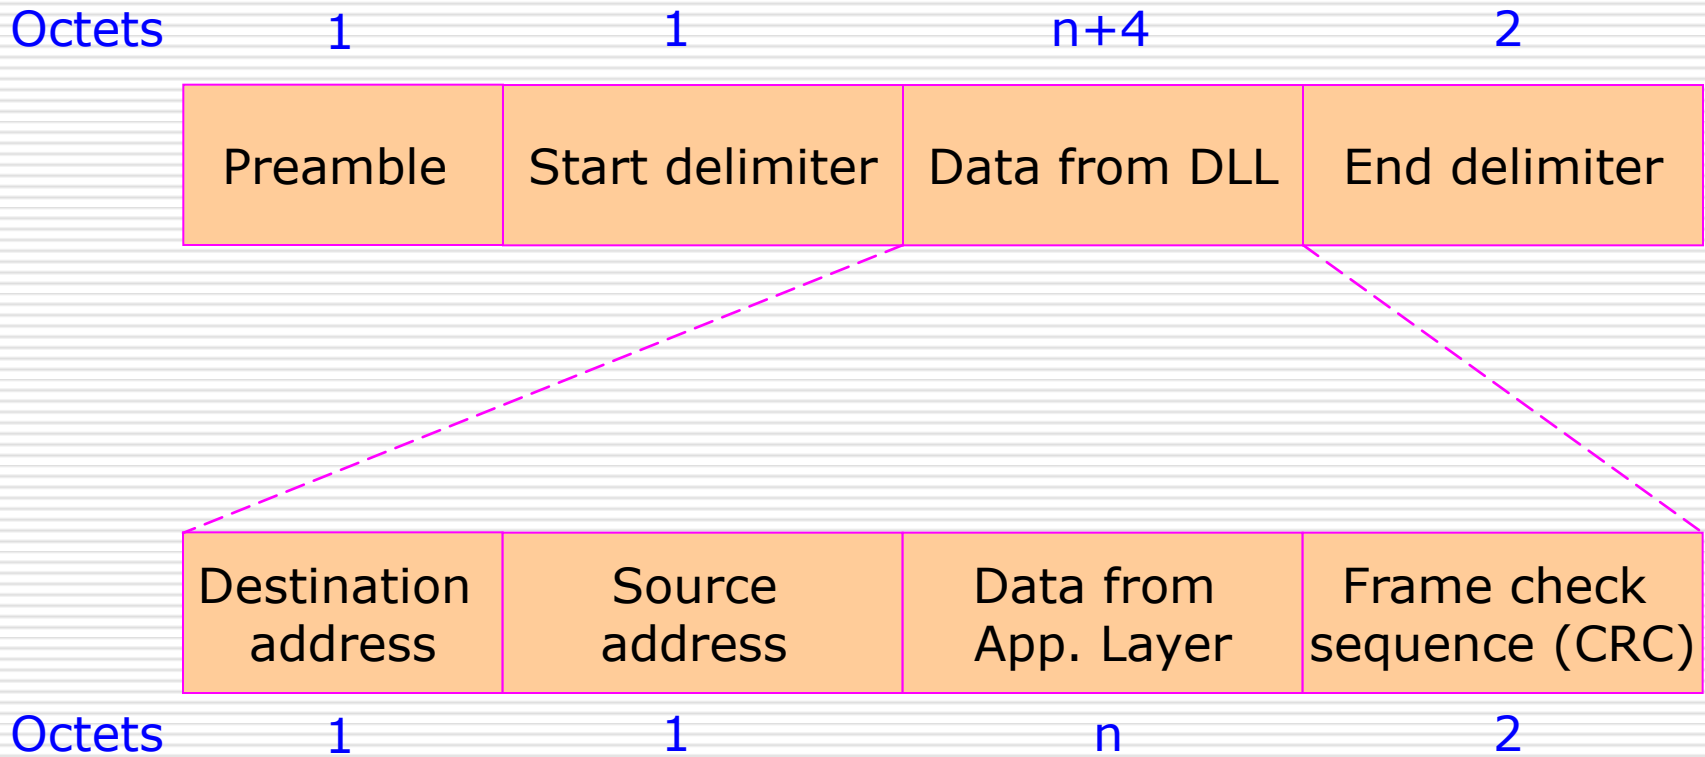 Octets 1 1 n+4 2
Preamble Start delimiter Data from DLL End delimiter
Destination Source Data from Frame check
address address App. Layer sequence (CRC)
Octets 1 1 n 2